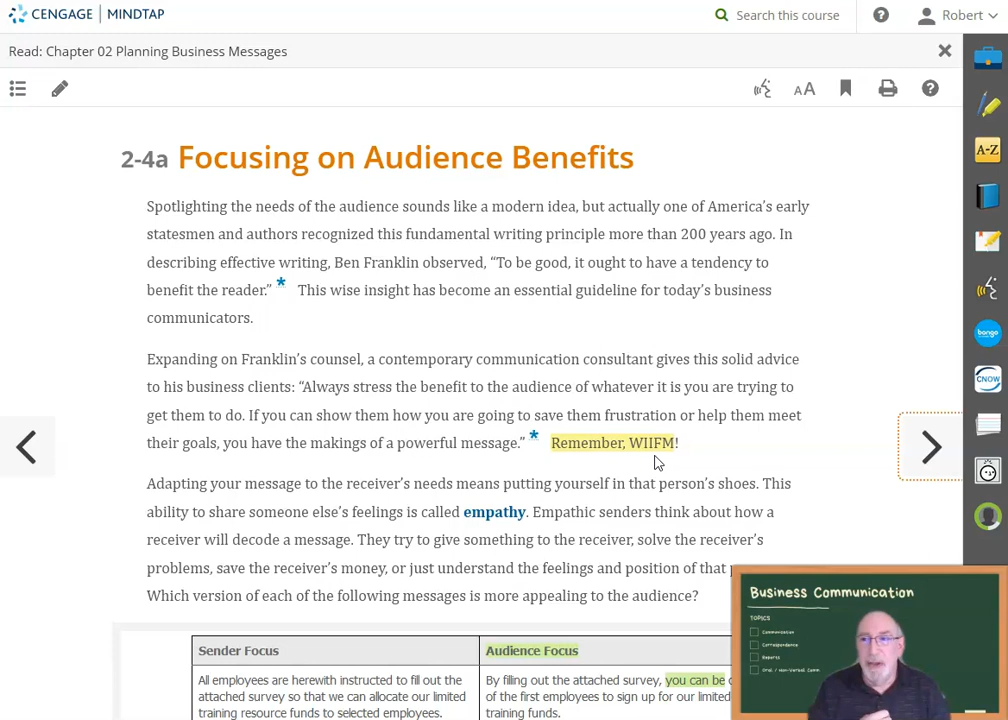 CENGAGE | MINDTAP
Search this course
Robert
Read: Chapter 02 Planning Business Messages
AA
A-Z
bongo
CNOW
2-4a Focusing on Audience Benefits
Spotlighting the needs of the audience sounds like a modern idea, but actually one of America's early
statesmen and authors recognized this fundamental writing principle more than 200 years ago. In
describing effective writing, Ben Franklin observed, “To be good, it ought to have a tendency to
benefit the reader.” * This wise insight has become an essential guideline for today's business
communicators.
Expanding on Franklin's counsel, a contemporary communication consultant gives this solid advice
to his business clients: “Always stress the benefit to the audience of whatever it is you are trying to
get them to do. If you can show them how you are going to save them frustration or help them meet
their goals, you have the makings of a powerful message.” * Remember, WIIFM!
Adapting your message to the receiver's needs means putting yourself in that person's shoes. This
ability to share someone else's feelings is called empathy. Empathic senders think about how a
receiver will decode a message. They try to give something to the receiver, solve the receiver's
problems, save the receiver's money, or just understand the feelings and position of that
Which version of each of the following messages is more appealing to the audience?
Sender Focus
Audience Focus
All employees are herewith instructed to fill out the
attached survey so that we can allocate our limited
training resource funds to selected employees.
By filling out the attached survey, you can be
of the first employees to sign up for our limited
training funds.
Business Communication
TOPICS
Communication
Correspondence
Reports
Oral / Non-Verbal Comm